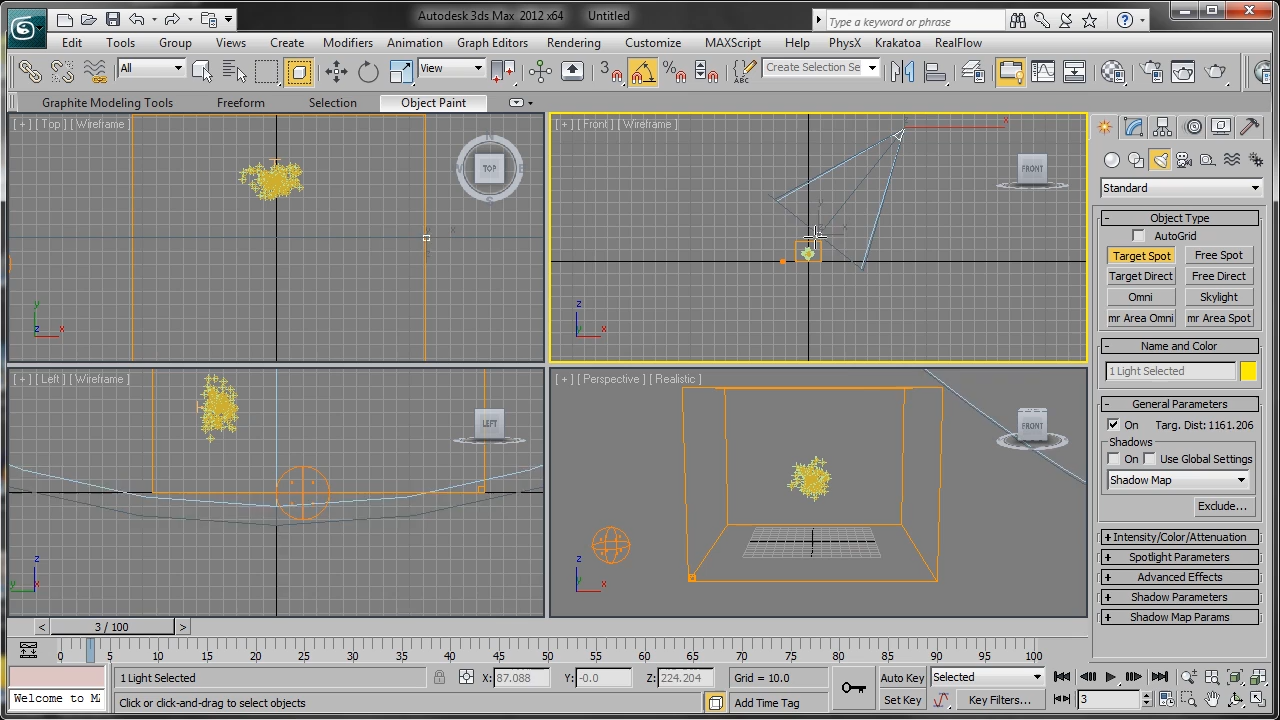 Autodesk 3ds Max 2012 x64 Untitled
Type a keyword or phrase
Edit Tools Group Views Create Modifiers Animation Graph Editors Rendering Customize MAXScript Help PhysX Krakatoa RealFlow
All View 3 Create Selection Se
Graphite Modeling Tools Freeform Selection Object Paint
[ + ] [ Top ] [ Wireframe ]
TOP
N
S
y
z x
[ + ] [ Front ] [ Wireframe ]
FRONT
x
z
x
[ + ] [ Left ] [ Wireframe ]
LEFT
z
y
[ + ] [ Perspective ] [ Realistic ]
FRONT
z
x
Standard
- Object Type
AutoGrid
Target Spot Free Spot
Target Direct Free Direct
Omni Skylight
mr Area Omni mr Area Spot
- Name and Color
1 Light Selected
- General Parameters
On Targ. Dist: 1161.206
Shadows
On Use Global Settings
Shadow Map
Exclude...
+ Intensity/Color/Attenuation
+ Spotlight Parameters
+ Advanced Effects
+ Shadow Parameters
+ Shadow Map Params
< 3 / 100 >
0 5 10 15 20 25 30 35 40 45 50 55 60 65 70 75 80 85 90 95 100
1 Light Selected X: 87.088 Y: -0.0 Z: 224.204 Grid = 10.0 Auto Key Selected
Welcome to Click or click-and-drag to select objects Add Time Tag Set Key Key Filters... 3